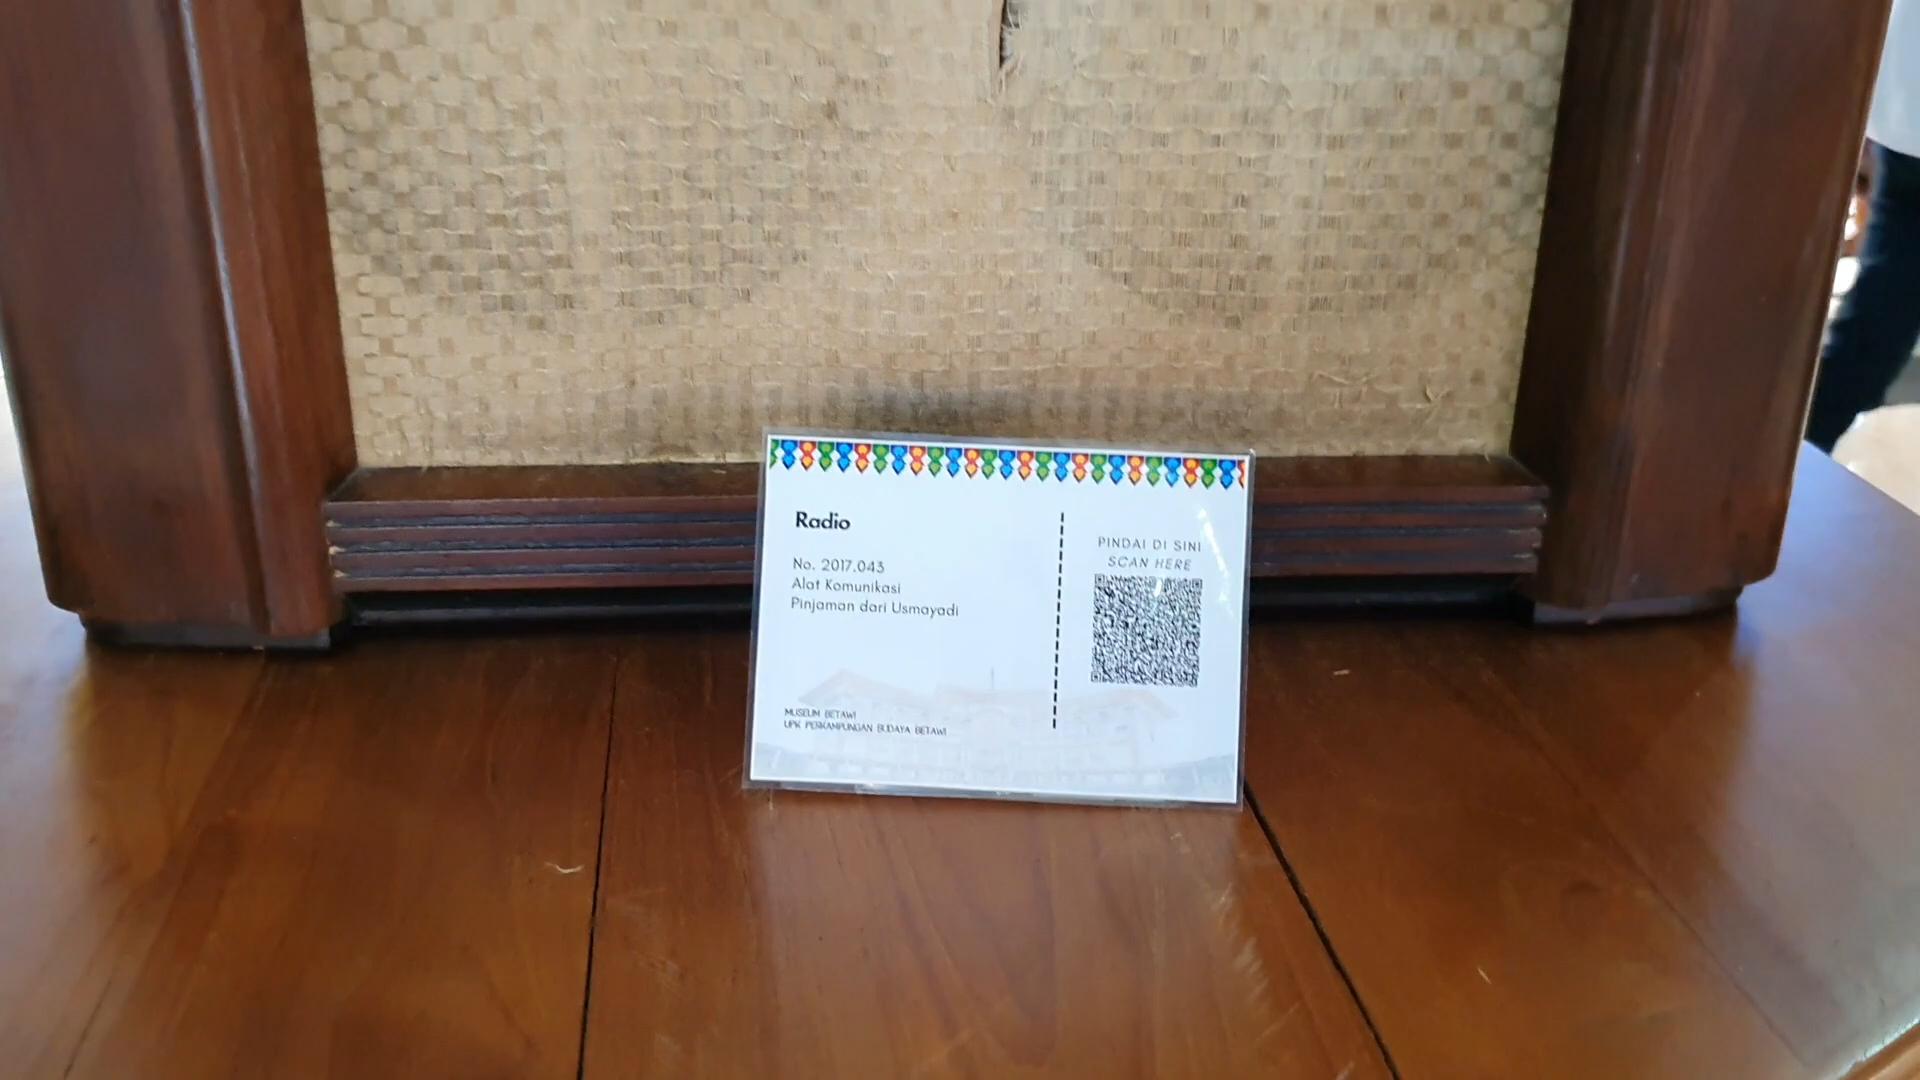 Radio
No. 2017.043
Alat Komunikasi
Pinjaman dari Usmayadi
MUSEUM BETAWI
UPK PERKAMPUNGAN BUDAYA BETAWI
PINDAI DI SINI
SCAN HERE